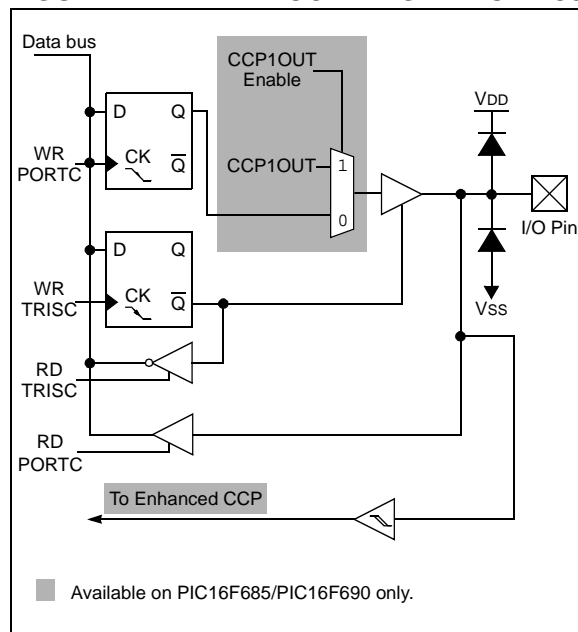 Data bus
CCP1OUT
Enable
VDD
D Q
WR
PORTC
CK Q
CCP1OUT
1
0
I/O Pin
D Q
WR
TRISC
CK Q
VSS
RD
TRISC
RD
PORTC
To Enhanced CCP
Available on PIC16F685/PIC16F690 only.